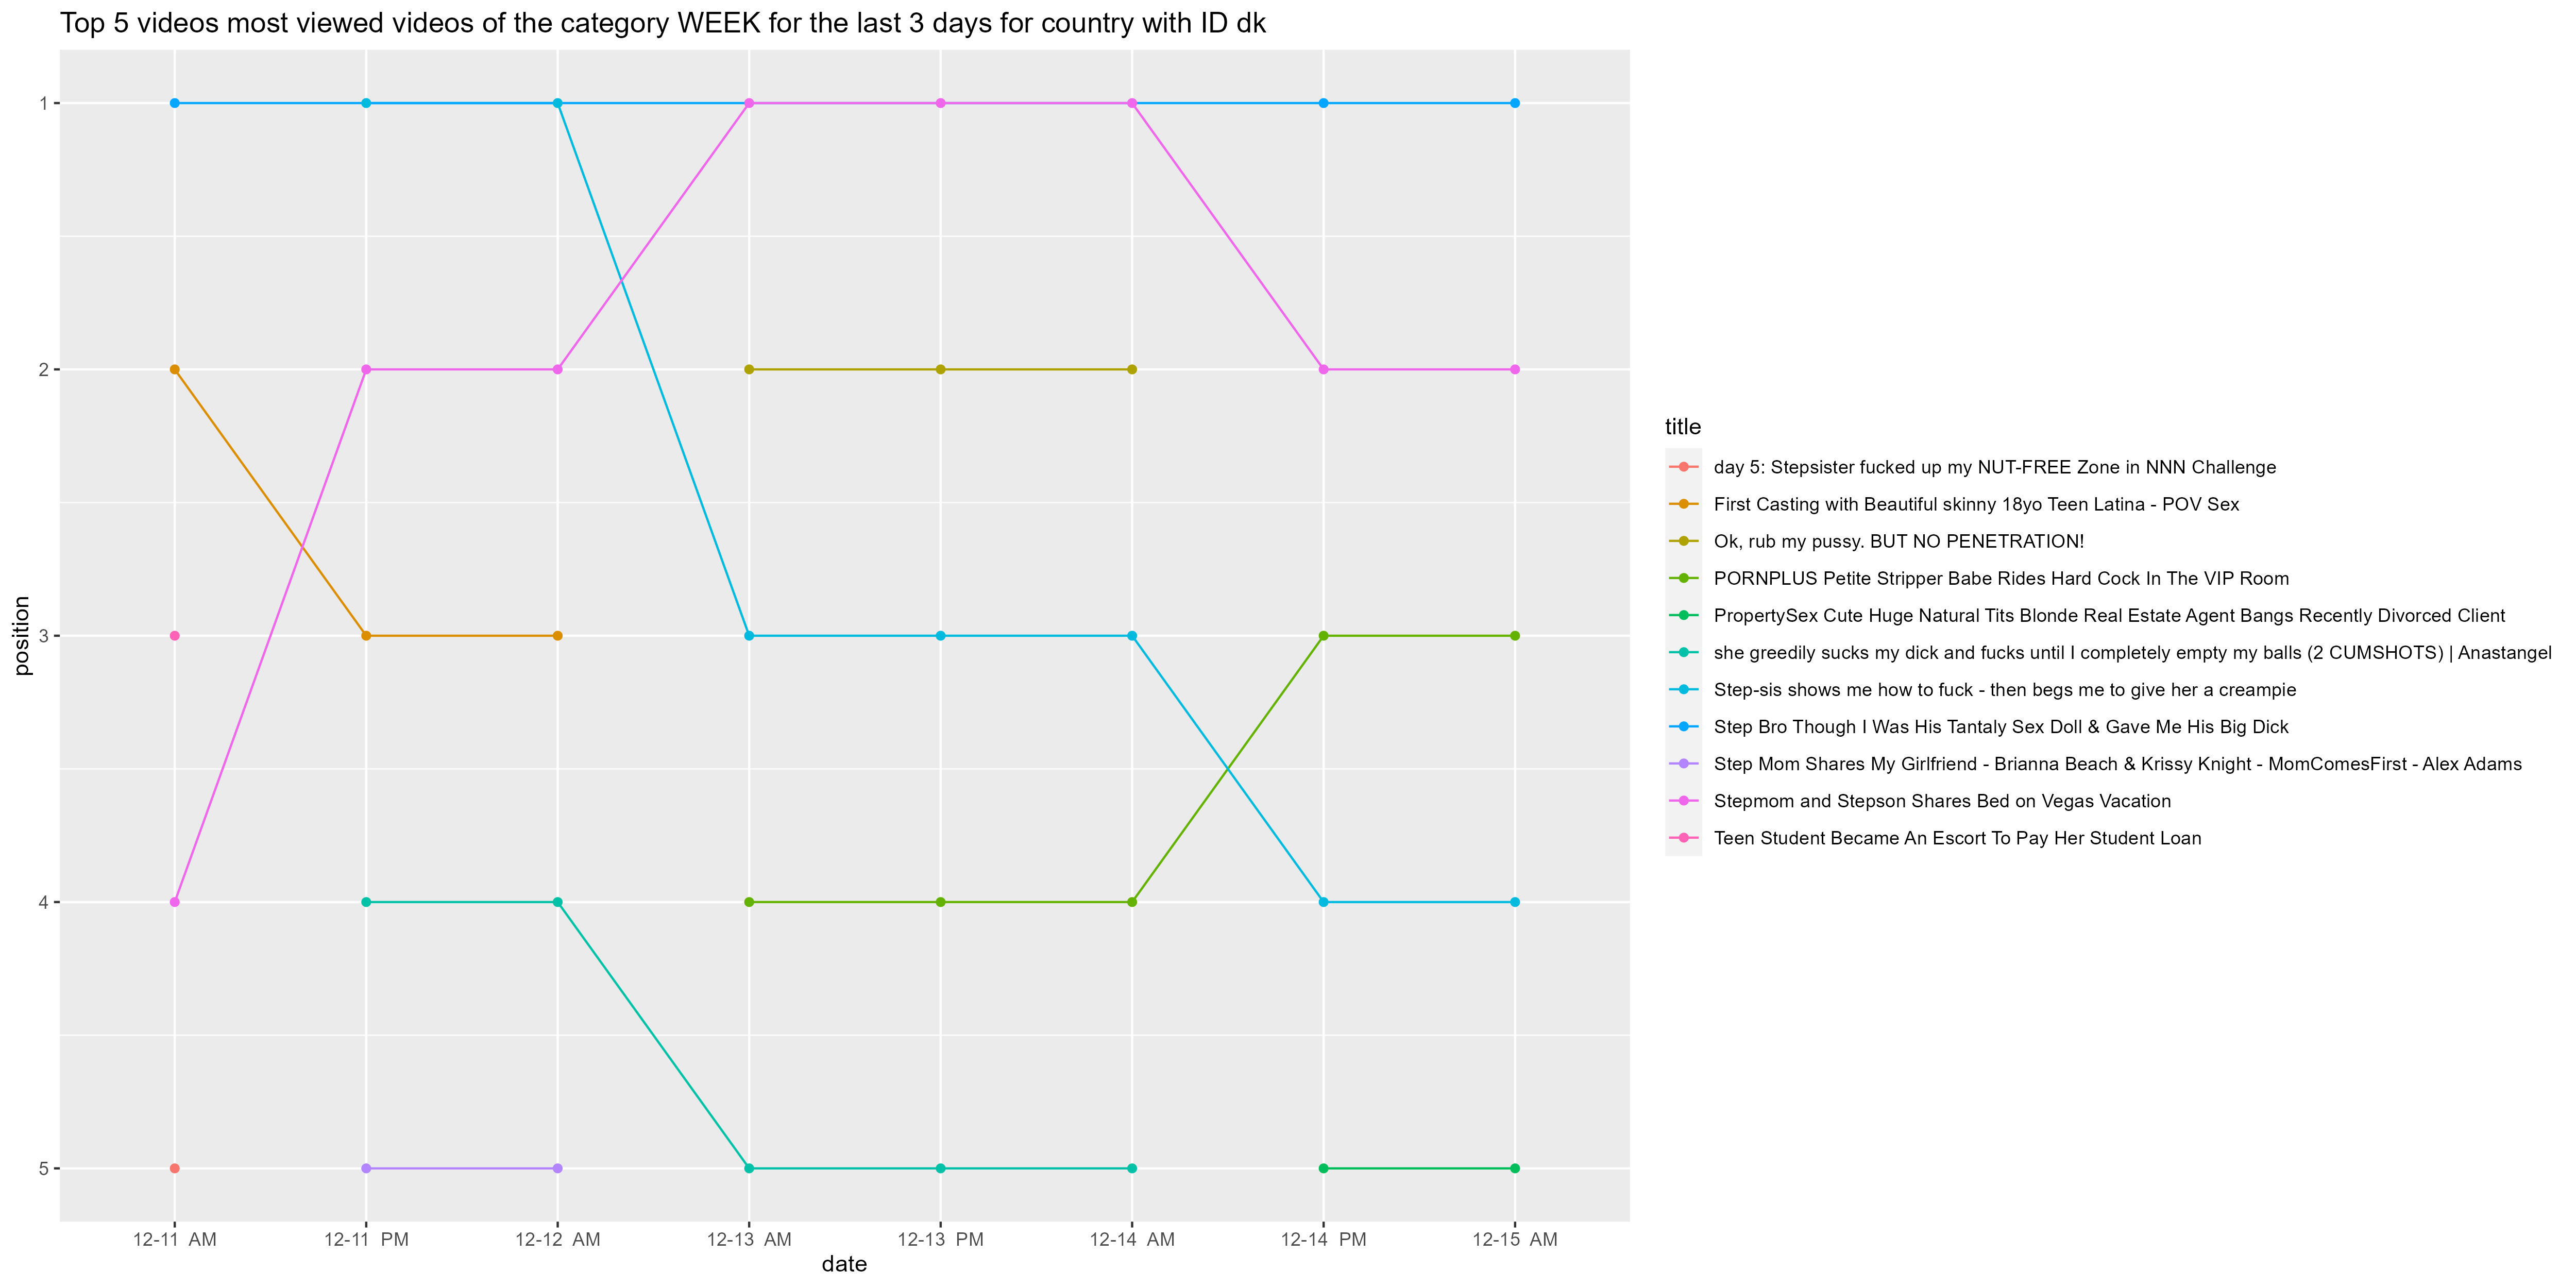 Top 5 videos most viewed videos of the category WEEK for the last 3 days for country with ID dk
position
1
2
3
4
5
12-11 AM
12-11 PM
12-12 AM
12-13 AM
12-13 PM
12-14 AM
12-14 PM
12-15 AM
date
title
day 5: Stepsister fucked up my NUT-FREE Zone in NNN Challenge
First Casting with Beautiful skinny 18yo Teen Latina - POV Sex
Ok, rub my pussy. BUT NO PENETRATION!
PORNPLUS Petite Stripper Babe Rides Hard Cock In The VIP Room
PropertySex Cute Huge Natural Tits Blonde Real Estate Agent Bangs Recently Divorced Client
she greedily sucks my dick and fucks until I completely empty my balls (2 CUMSHOTS) | Anastangel
Step-sis shows me how to fuck - then begs me to give her a creampie
Step Bro Though I Was His Tantaly Sex Doll & Gave Me His Big Dick
Step Mom Shares My Girlfriend - Brianna Beach & Krissy Knight - MomComesFirst - Alex Adams
Stepmom and Stepson Shares Bed on Vegas Vacation
Teen Student Became An Escort To Pay Her Student Loan